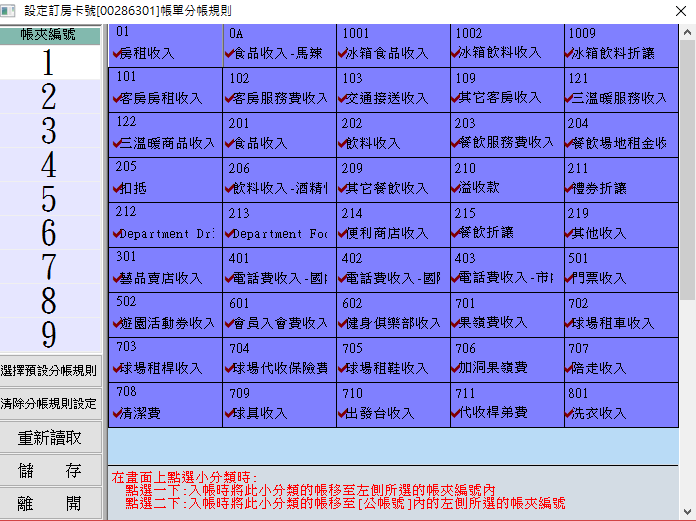 設定訂房卡號[00286301]帳單分帳規則
帳夾編號
1
2
3
4
5
6
7
8
9
選擇預設分帳規則
清除分帳規則設定
重新讀取
儲 存
離 開
01
房租收入
0A
食品收入-馬辣
1001
冰箱食品收入
1002
冰箱飲料收入
1009
冰箱飲料折讓
101
客房房租收入
102
客房服務費收入
103
交通接送收入
109
其它客房收入
121
三溫暖服務收入
122
三溫暖商品收入
201
食品收入
202
飲料收入
203
餐飲服務費收入
204
餐飲場地租金收
205
扣抵
206
飲料收入-酒精
209
其它餐飲收入
210
溢收款
211
禮券折讓
212
Department Dr
213
Department Foo
214
便利商店收入
215
餐飲折讓
219
其他收入
301
藝品賣店收入
401
電話費收入-國
402
電話費收入-國
403
電話費收入-市
501
門票收入
502
遊園活動券收入
601
會員入會費收入
602
健身俱樂部收入
701
果嶺費收入
702
球場租車收入
703
球場租桿收入
704
球場代收保險費
705
球場租鞋收入
706
加洞果嶺費
707
陪走收入
708
清潔費
709
球具收入
710
出發台收入
711
代收桿弟費
801
洗衣收入
在畫面上點選小分類時:
點選一下:入帳時將此小分類的帳移至左側所選的帳夾編號內
點選二下:入帳時將此小分類的帳移至[公帳號]內的左側所選的帳夾編號